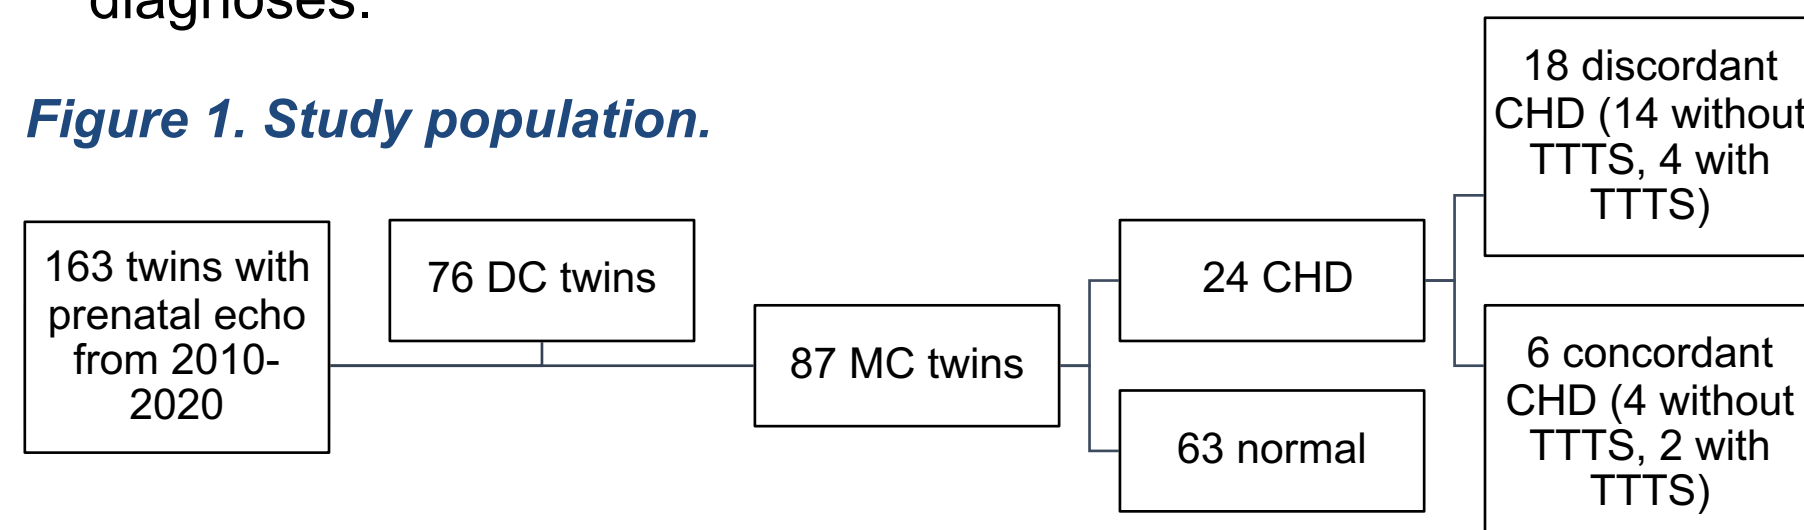 diagnoses.
Figure 1. Study population.
163 twins with
prenatal echo
from 2010-
2020
76 DC twins
87 MC twins
24 CHD
63 normal
18 discordant
CHD (14 without
TTTS, 4 with
TTTS)
6 concordant
CHD (4 without
TTTS, 2 with
TTTS)